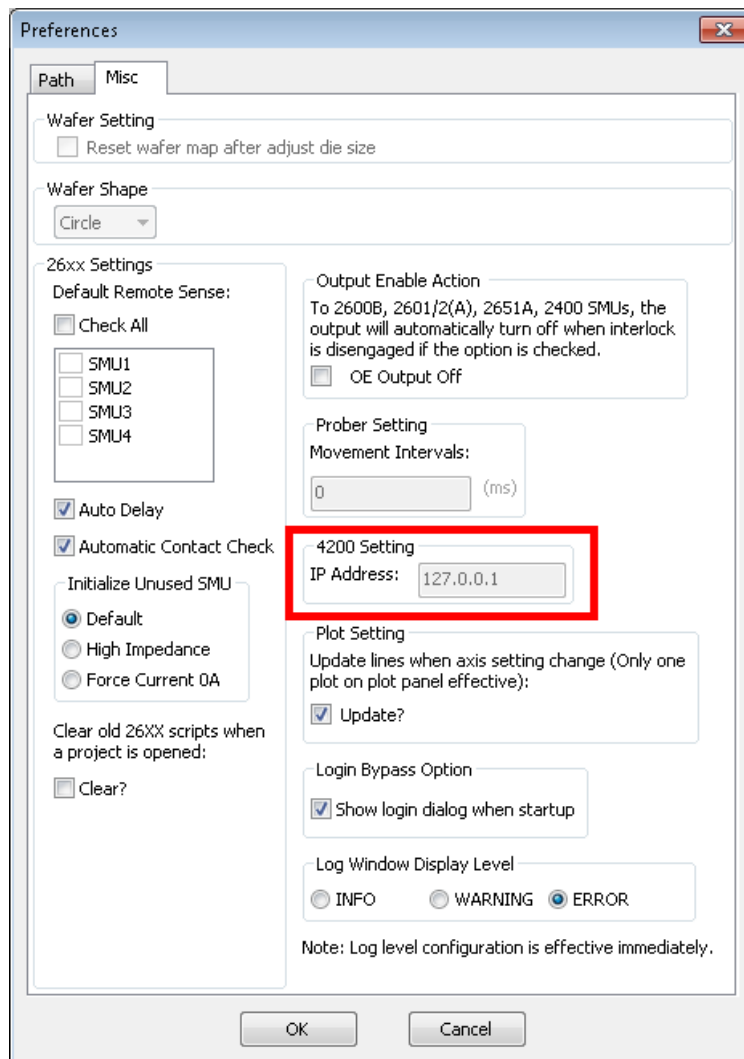 Preferences
Path
Misc
Wafer Setting
Reset wafer map after adjust die size
Wafer Shape
Circle
26xx Settings
Default Remote Sense:
Check All
SMU1
SMU2
SMU3
SMU4
Auto Delay
Automatic Contact Check
Initialize Unused SMU
Default
High Impedance
Force Current 0A
Clear old 26XX scripts when
a project is opened:
Clear?
Output Enable Action
To 2600B, 2601/2(A), 2651A, 2400 SMUs, the
output will automatically turn off when interlock
is disengaged if the option is checked.
OE Output Off
Prober Setting
Movement Intervals:
0 (ms)
4200 Setting
IP Address: 127.0.0.1
Plot Setting
Update lines when axis setting change (Only one
plot on plot panel effective):
Update?
Login Bypass Option
Show login dialog when startup
Log Window Display Level
INFO WARNING ERROR
Note: Log level configuration is effective immediately.
OK Cancel